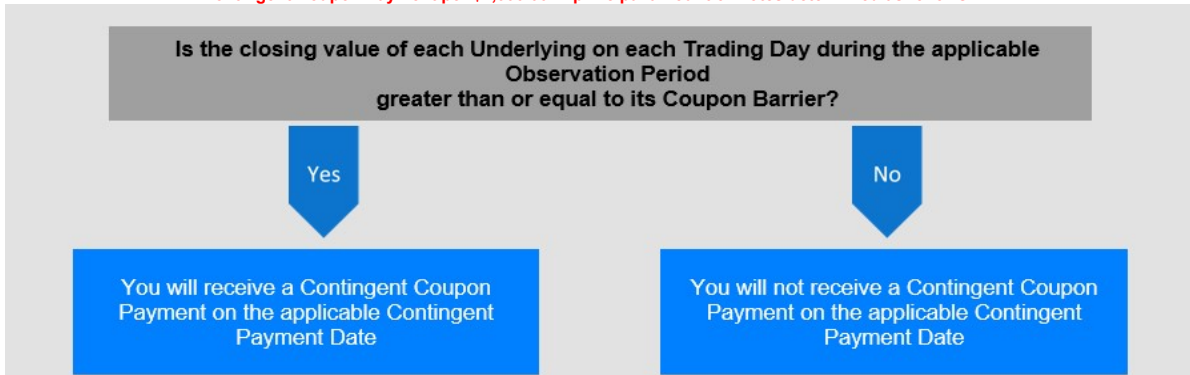 Is the closing value of each Underlying on each Trading Day during the applicable
Observation Period
greater than or equal to its Coupon Barrier?
Yes
No
You will receive a Contingent Coupon
Payment on the applicable Contingent
Payment Date
You will not receive a Contingent Coupon
Payment on the applicable Contingent
Payment Date